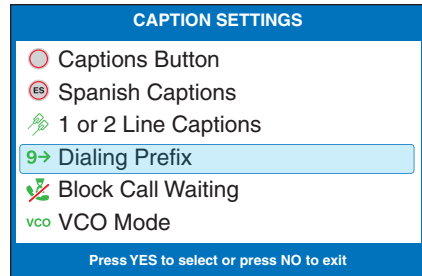 CAPTION SETTINGS
Captions Button
ES Spanish Captions
1 or 2 Line Captions
9→ Dialing Prefix
Block Call Waiting
VCO VCO Mode
Press YES to select or press NO to exit